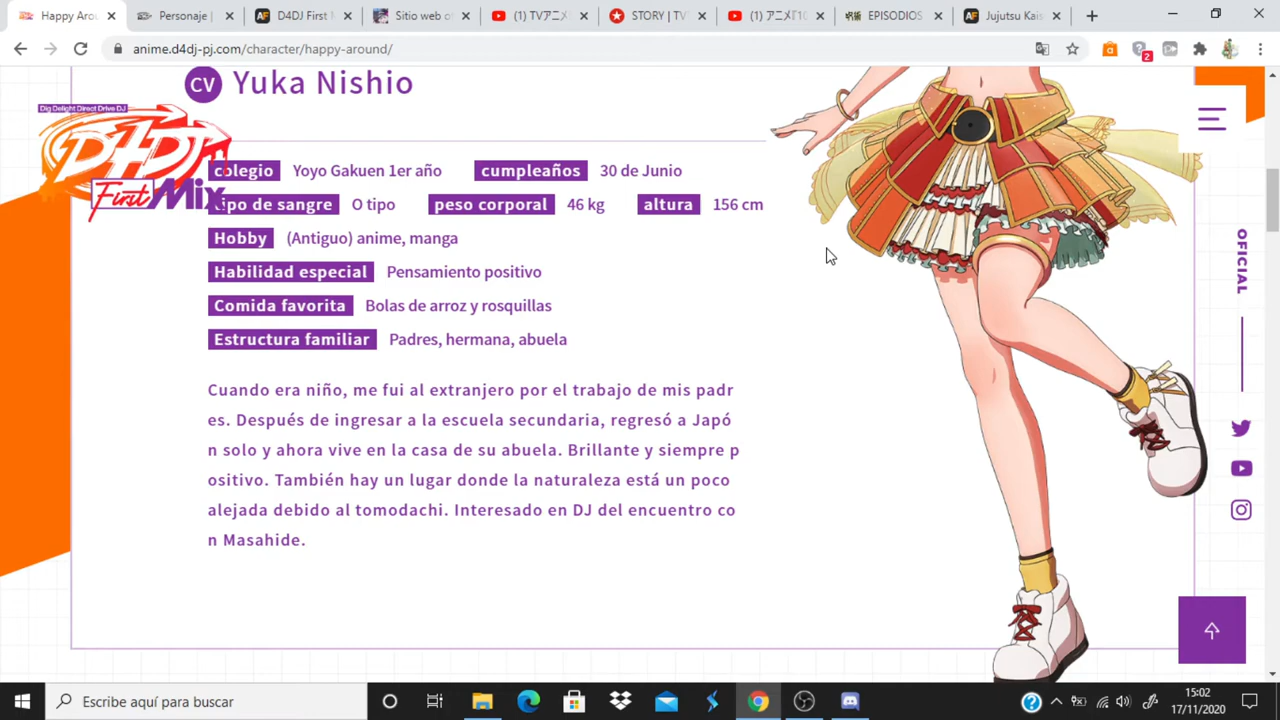 Happy Arou
Personaje |
D4DJ First M
Sitio web of
(1) TVアニメ
STORY | TV
(1) アニメ「10
EPISODIOS
Jujutsu Kais
anime.d4dj-pj.com/character/happy-around/
2
CV Yuka Nishio
Dig Delight Direct Drive DJ
D4DJ
First Mix
colegio Yoyo Gakuen 1er año cumpleaños 30 de Junio
tipo de sangre O tipo peso corporal 46 kg altura 156 cm
Hobby (Antiguo) anime, manga
Habilidad especial Pensamiento positivo
Comida favorita Bolas de arroz y rosquillas
Estructura familiar Padres, hermana, abuela
Cuando era niño, me fui al extranjero por el trabajo de mis padr
es. Después de ingresar a la escuela secundaria, regresó a Japó
n solo y ahora vive en la casa de su abuela. Brillante y siempre p
ositivo. También hay un lugar donde la naturaleza está un poco
alejada debido al tomodachi. Interesado en DJ del encuentro co
n Masahide.
OFICIAL
Escribe aquí para buscar
15:02
17/11/2020